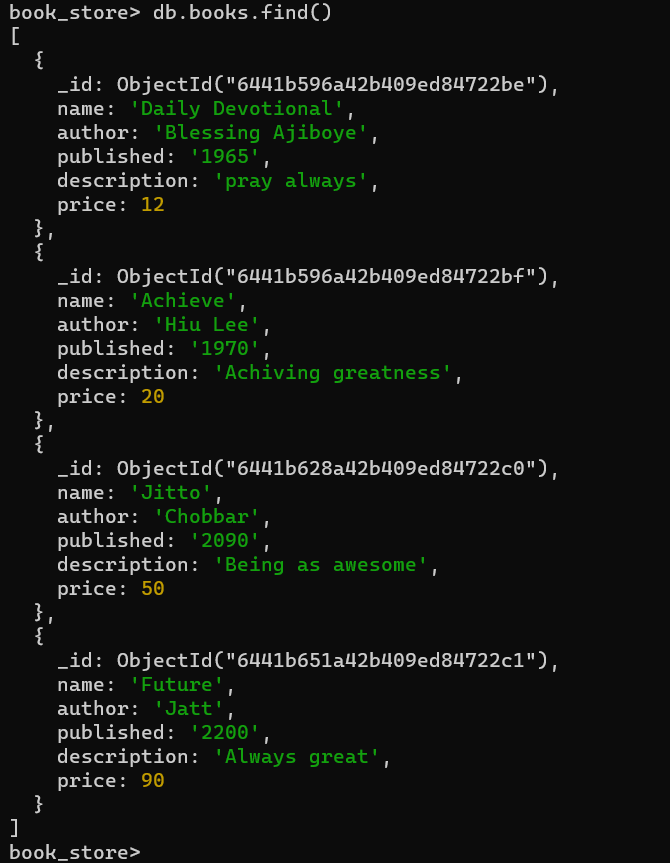 book_store> db.books.find()
[
  {
    _id: ObjectId("6441b596a42b409ed84722be"),
    name: 'Daily Devotional',
    author: 'Blessing Ajiboye',
    published: '1965',
    description: 'pray always',
    price: 12
  },
  {
    _id: ObjectId("6441b596a42b409ed84722bf"),
    name: 'Achieve',
    author: 'Hiu Lee',
    published: '1970',
    description: 'Achiving greatness',
    price: 20
  },
  {
    _id: ObjectId("6441b628a42b409ed84722c0"),
    name: 'Jitto',
    author: 'Chobbar',
    published: '2090',
    description: 'Being as awesome',
    price: 50
  },
  {
    _id: ObjectId("6441b651a42b409ed84722c1"),
    name: 'Future',
    author: 'Jatt',
    published: '2200',
    description: 'Always great',
    price: 90
  }
]
book_store>